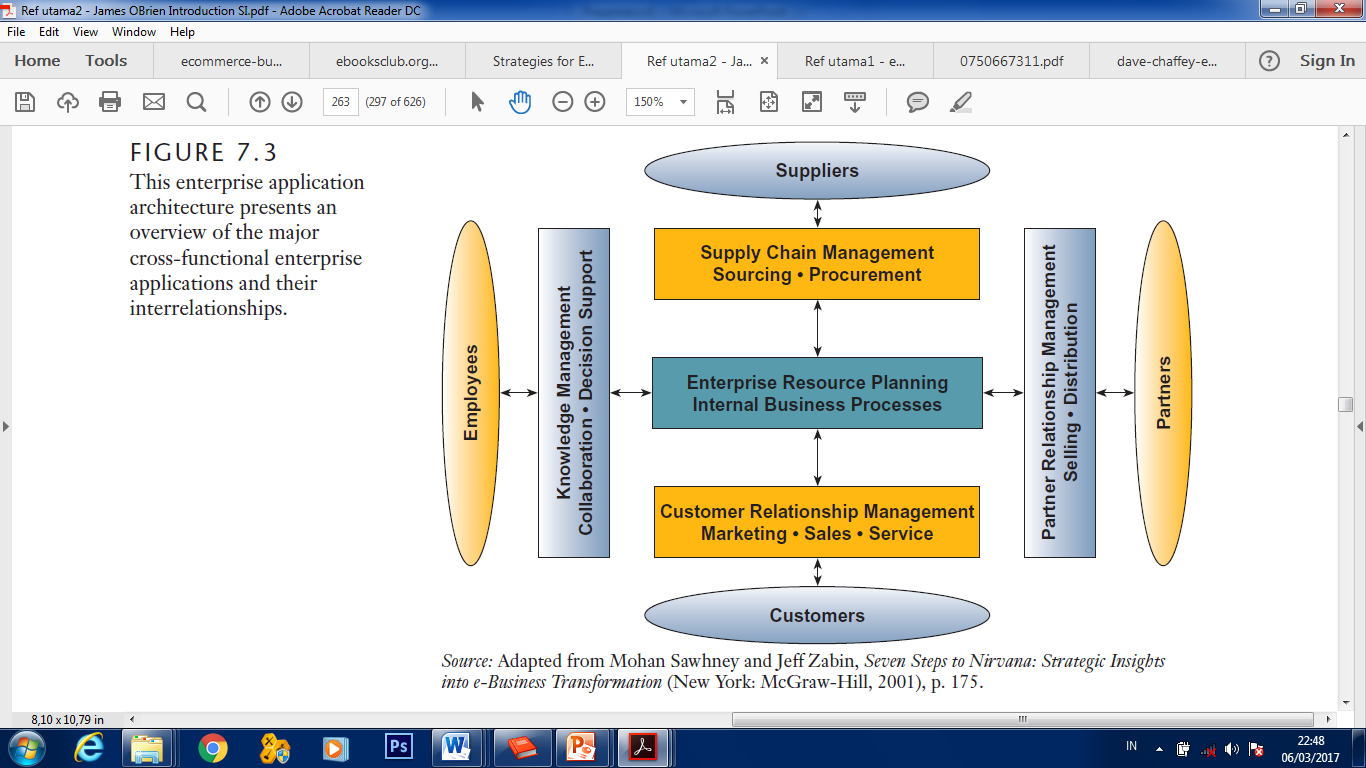 Ref utama2 - James OBrien Introduction SI.pdf - Adobe Acrobat Reader DC
File Edit View Window Help
Home Tools ecommerce-bu... ebooksclub.org... Strategies for E... Ref utama2 - Ja... × Ref utama1 - e... 0750667311.pdf dave-chaffey-e... ? Sign In
263 (297 of 626) 150%
FIGURE 7.3
This enterprise application
architecture presents an
overview of the major
cross-functional enterprise
applications and their
interrelationships.
Suppliers
Supply Chain Management
Sourcing • Procurement
Employees
Knowledge Management
Collaboration • Decision Support
Enterprise Resource Planning
Internal Business Processes
Partner Relationship Management
Selling • Distribution
Partners
Customer Relationship Management
Marketing • Sales • Service
Customers
Source: Adapted from Mohan Sawhney and Jeff Zabin, Seven Steps to Nirvana: Strategic Insights
into e-Business Transformation (New York: McGraw-Hill, 2001), p. 175.
8,10 x 10,79 in
Ps W P
IN 22:48
06/03/2017